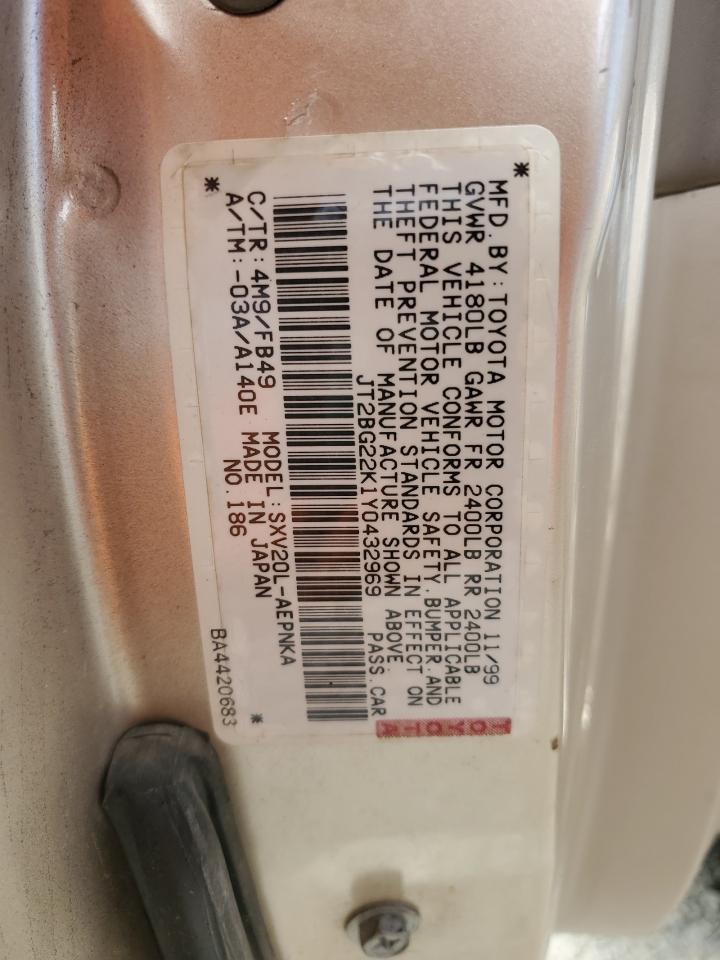 MFD. BY: TOYOTA MOTOR CORPORATION 11/99
GVWR 4180LB GAWR FR 2400LB RR 2400LB
THIS VEHICLE CONFORMS TO ALL APPLICABLE
FEDERAL MOTOR VEHICLE SAFETY, BUMPER, AND
THEFT PREVENTION STANDARDS IN EFFECT ON
THE DATE OF MANUFACTURE SHOWN ABOVE.
JT2BG22K1Y0432969 PASS. CAR
C/TR: 4M9/FB49 MODEL: SXV20L-AEPNKA
A/TM: -03A/A140E MADE IN JAPAN
NO. 186
BA4420683
TOYOTA